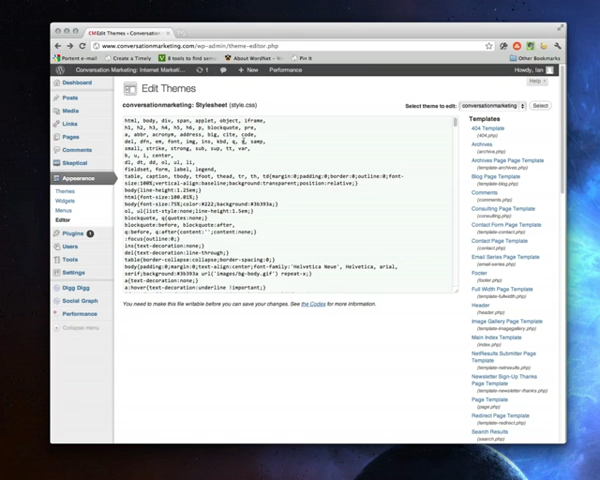 CM Edit Themes ‹ Conversation
www.conversationmarketing.com/wp-admin/theme-editor.php
Portent e-mail
Create a Timely
8 tools to find semt
About WordNet - Wor
Other Bookmarks
Conversation Marketing: Internet Marketi...
1
+ New
Performance
Howdy, Ian
Dashboard
Posts
Media
Links
Pages
Comments
Skeptical
Appearance
Themes
Widgets
Menus
Editor
Plugins 1
Users
Tools
Settings
Digg Digg
Social Graph
Performance
Collapse menu
Help
Edit Themes
conversationmarketing: Stylesheet (style.css)
Select theme to edit: conversationmarketing Select
html, body, div, span, applet, object, iframe,
h1, h2, h3, h4, h5, h6, p, blockquote, pre,
a, abbr, acronym, address, big, cite, code,
del, dfn, em, font, img, ins, kbd, q, s, samp,
small, strike, strong, sub, sup, tt, var,
b, u, i, center,
dl, dt, dd, ol, ul, li,
fieldset, form, label, legend,
table, caption, tbody, tfoot, thead, tr, th, td{margin:0;padding:0;border:0;outline:0;font-
size:100%;vertical-align:baseline;background:transparent;position:relative;}
body{line-height:1.25em;}
html{font-size:100.01%;}
body{font-size:75%;color:#222;background:#3b393a;}
ol, ul{list-style:none;line-height:1.5em;}
blockquote, q{quotes:none;}
blockquote:before, blockquote:after,
q:before, q:after{content:'';content:none;}
:focus{outline:0;}
ins{text-decoration:none;}
del{text-decoration:line-through;}
table{border-collapse:collapse;border-spacing:0;}
body{padding:0;margin:0;text-align:center;font-family:'Helvetica Neue', Helvetica, arial,
serif;background:#3b393a url('images/bg-body.gif') repeat-x;}
a{text-decoration:none;}
a:hover{text-decoration:underline !important;}
You need to make this file writable before you can save your changes. See the Codex for more information.
Templates
404 Template
(404.php)
Archives
(archive.php)
Archives Page Page Template
(template-archives.php)
Blog Page Template
(template-blog.php)
Comments
(comments.php)
Consulting Page Template
(consulting.php)
Contact Form Page Template
(template-contact.php)
Contact Page Template
(contact.php)
Email Series Page Template
(email-series.php)
Footer
(footer.php)
Full Width Page Template
(template-fullwidth.php)
Header
(header.php)
Image Gallery Page Template
(template-imagegallery.php)
Main Index Template
(index.php)
NetResults Submitter Page
Template
(template-netresults.php)
Newsletter Sign-Up Thanks
Page Template
(template-newsletter-thanks.php)
Page Template
(page.php)
Redirect Page Template
(template-redirect.php)
Search Results
(search.php)